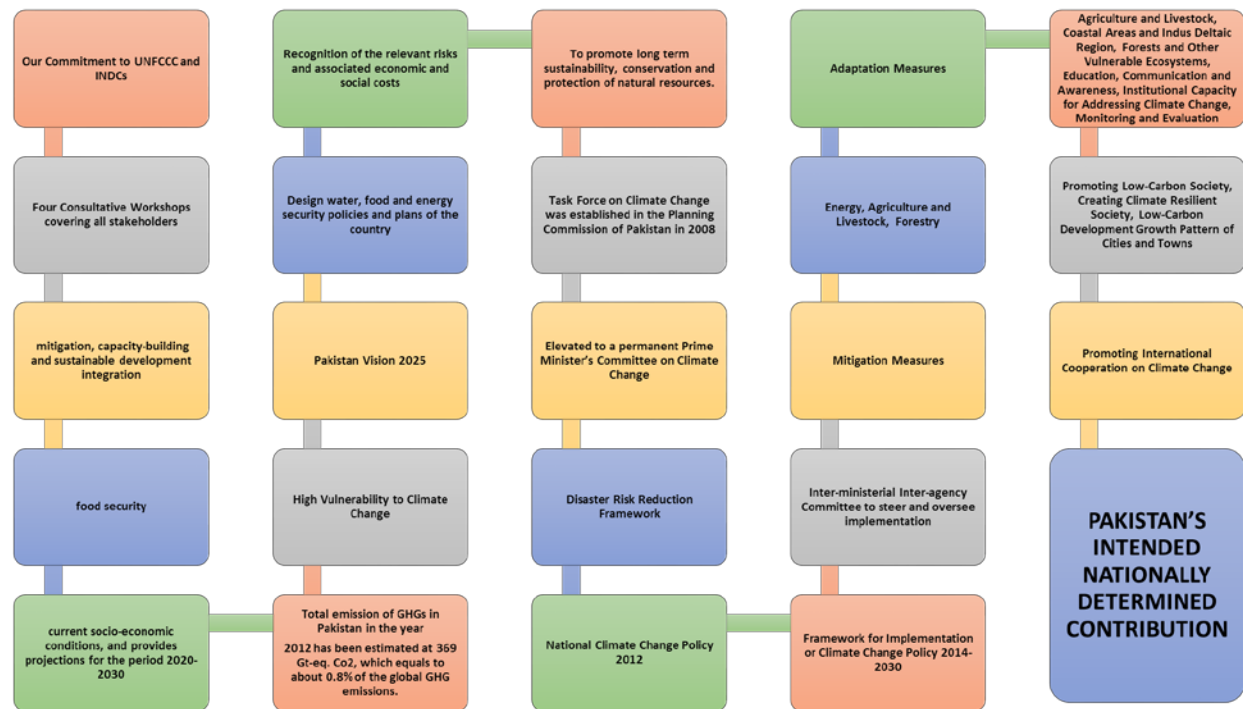 Our Commitment to UNFCCC and
INDCs
Four Consultative Workshops
covering all stakeholders
mitigation, capacity-building
and sustainable development
integration
food security
current socio-economic
conditions, and provides
projections for the period 2020-
2030
Total emission of GHGs in
Pakistan in the year
2012 has been estimated at 369
Gt-eq. Co2, which equals to
about 0.8% of the global GHG
emissions.
High Vulnerability to Climate
Change
Pakistan Vision 2025
Design water, food and energy
security policies and plans of the
country
Recognition of the relevant risks
and associated economic and
social costs
To promote long term
sustainability, conservation and
protection of natural resources.
Task Force on Climate Change
was established in the Planning
Commission of Pakistan in 2008
Elevated to a permanent Prime
Minister's Committee on Climate
Change
Disaster Risk Reduction
Framework
National Climate Change Policy
2012
Framework for Implementation
or Climate Change Policy 2014-
2030
Inter-ministerial Inter-agency
Committee to steer and oversee
implementation
Mitigation Measures
Energy, Agriculture and
Livestock, Forestry
Adaptation Measures
Agriculture and Livestock,
Coastal Areas and Indus Deltaic
Region, Forests and Other
Vulnerable Ecosystems,
Education, Communication and
Awareness, Institutional Capacity
for Addressing Climate Change,
Monitoring and Evaluation
Promoting Low-Carbon Society,
Creating Climate Resilient
Society, Low-Carbon
Development Growth Pattern of
Cities and Towns
Promoting International
Cooperation on Climate Change
PAKISTAN'S
INTENDED
NATIONALLY
DETERMINED
CONTRIBUTION